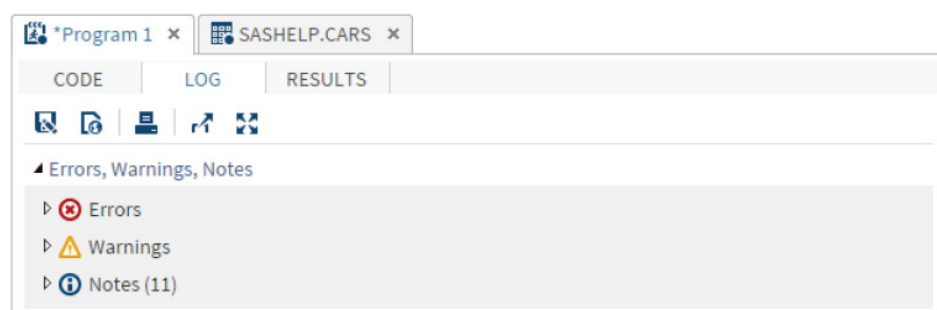 *Program 1 × SASHELP.CARS ×
CODE LOG RESULTS
Errors, Warnings, Notes
Errors
Warnings
Notes (11)